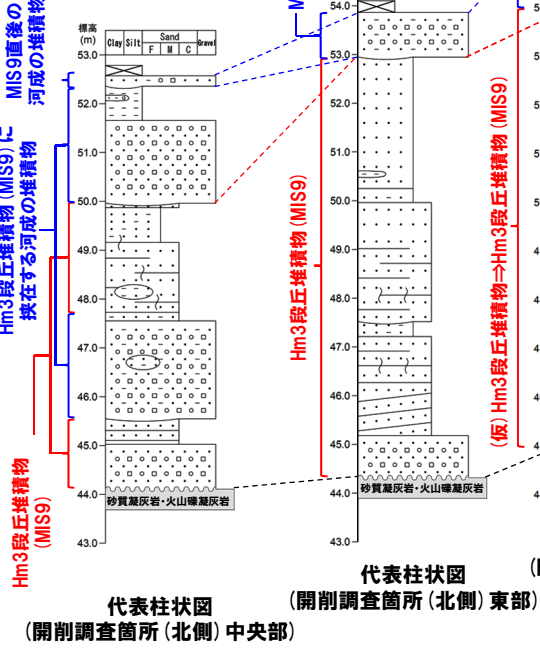 MIS9直後の
河成の堆積物
Hm3段丘堆積物(MIS9)に
挟在する河成の堆積物
Hm3段丘堆積物
(MIS9)
標高
(m)
Clay
Silt
Sand
F
M
C
Gravel
53.0
52.0
51.0
50.0
49.0
48.0
47.0
46.0
45.0
44.0
43.0
砂質凝灰岩・火山礫凝灰岩
代表柱状図
(開削調査箇所(北側)中央部)
Hm3段丘堆積物(MIS9)
54.0
53.0
52.0
51.0
50.0
49.0
48.0
47.0
46.0
45.0
44.0
43.0
砂質凝灰岩・火山礫凝灰岩
代表柱状図
(開削調査箇所(北側)東部)
(仮)Hm3段丘堆積物⇒Hm3段丘堆積物(MIS9)